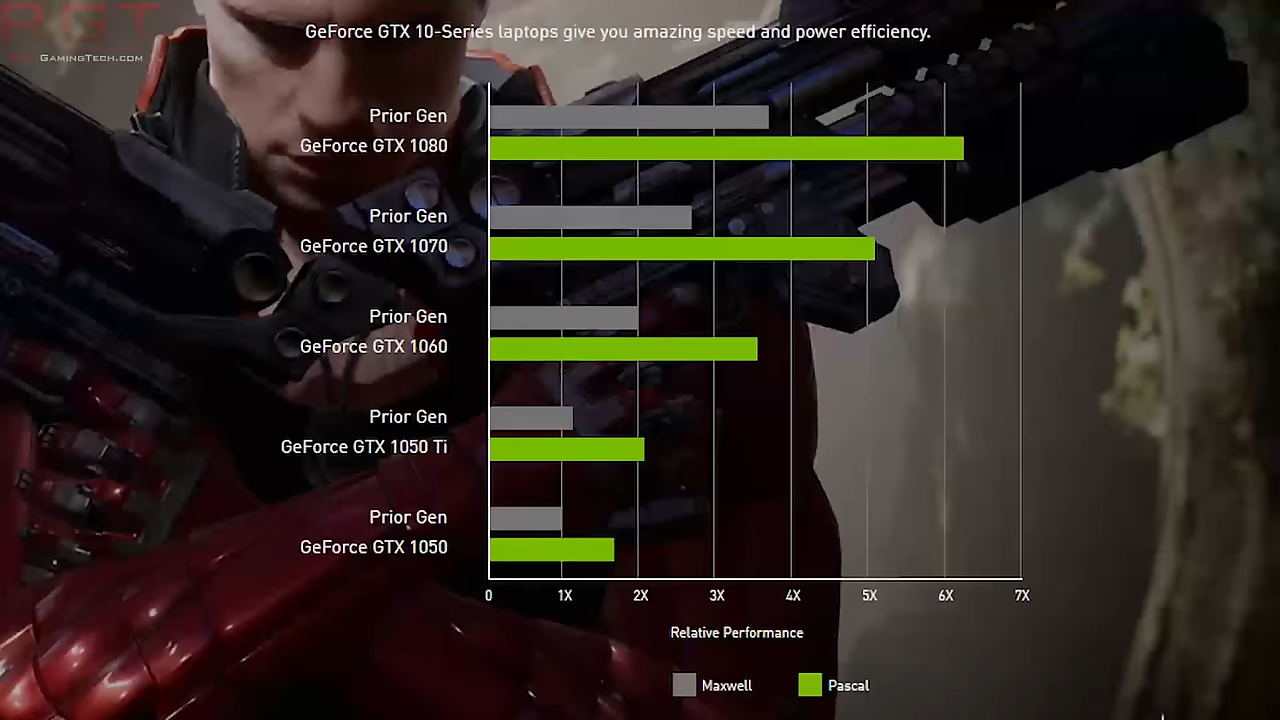 RGT
GamingTech.com
GeForce GTX 10-Series laptops give you amazing speed and power efficiency.
Prior Gen
GeForce GTX 1080
Prior Gen
GeForce GTX 1070
Prior Gen
GeForce GTX 1060
Prior Gen
GeForce GTX 1050 Ti
Prior Gen
GeForce GTX 1050
0 1X 2X 3X 4X 5X 6X 7X
Relative Performance
Maxwell Pascal